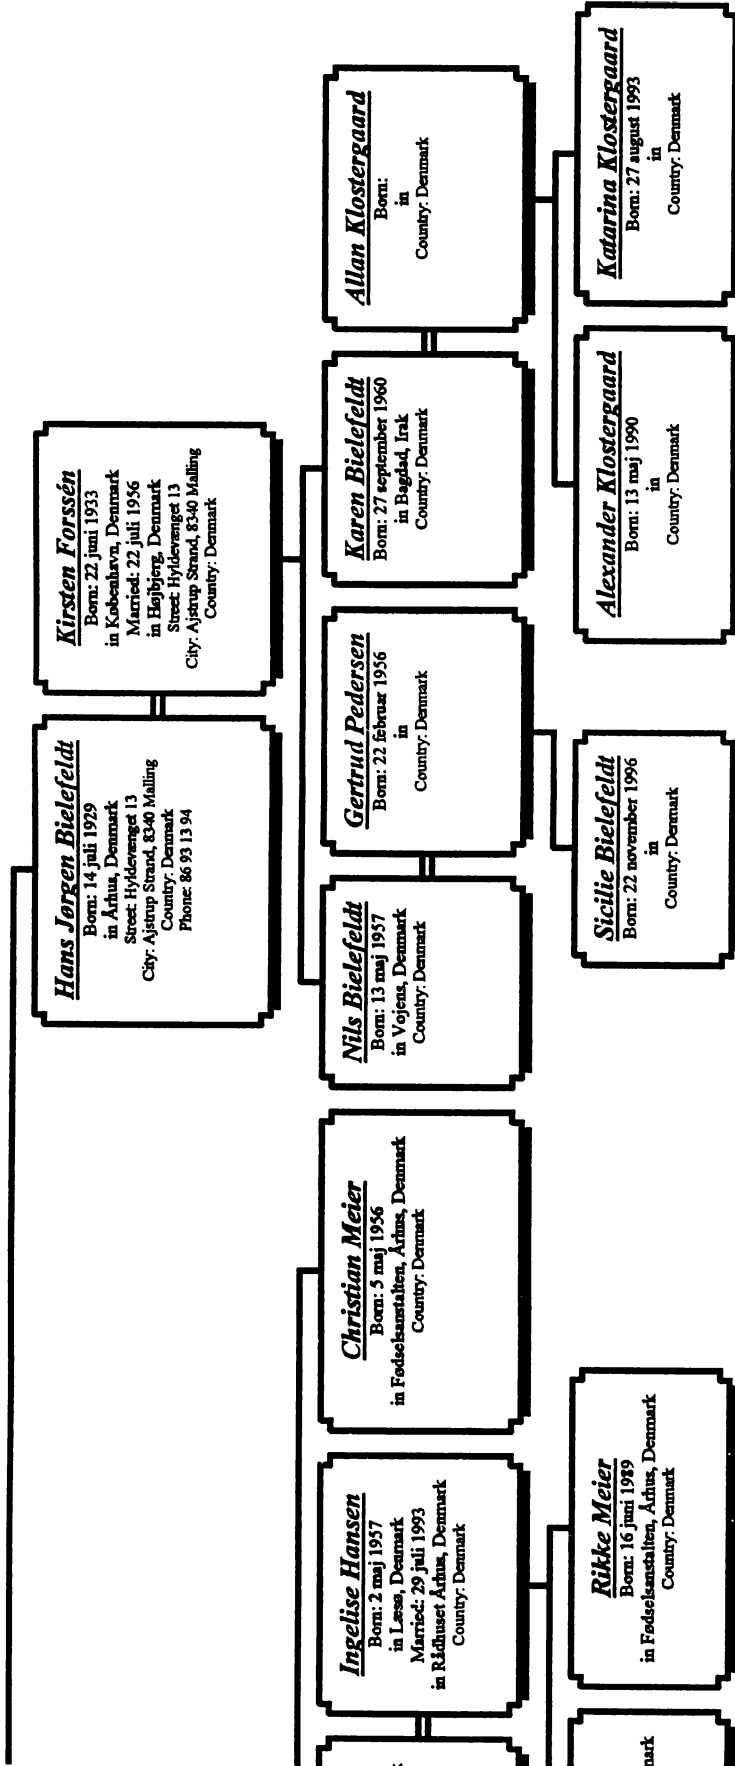 Hans Jørgen Bielefeldt
Born: 14 juli 1929
in Århus, Denmark
Street: Hyldevænget 13
City: Ajstrup Strand, 8340 Malling
Country: Denmark
Phone: 86 93 13 94
Kirsten Forssén
Born: 22 juni 1933
in København, Denmark
Married: 22 juli 1956
in Højbjerg, Denmark
Street: Hyldevænget 13
City: Ajstrup Strand, 8340 Malling
Country: Denmark
Ingelise Hansen
Born: 2 maj 1957
in Læsø, Denmark
Married: 29 juli 1993
in Rådhuset Århus, Denmark
Country: Denmark
Christian Meier
Born: 5 maj 1956
in Fødselsanstalten, Århus, Denmark
Country: Denmark
Nils Bielefeldt
Born: 13 maj 1957
in Vojens, Denmark
Country: Denmark
Gertrud Pedersen
Born: 22 februar 1956
in
Country: Denmark
Karen Bielefeldt
Born: 27 september 1960
in Bagdad, Irak
Country: Denmark
Allan Klostergaard
Born:
in
Country: Denmark
mark
Rikke Meier
Born: 16 juni 1989
in Fødselsanstalten, Århus, Denmark
Country: Denmark
Sicilie Bielefeldt
Born: 22 november 1996
in
Country: Denmark
Alexander Klostergaard
Born: 13 maj 1990
in
Country: Denmark
Katarina Klostergaard
Born: 27 august 1993
in
Country: Denmark